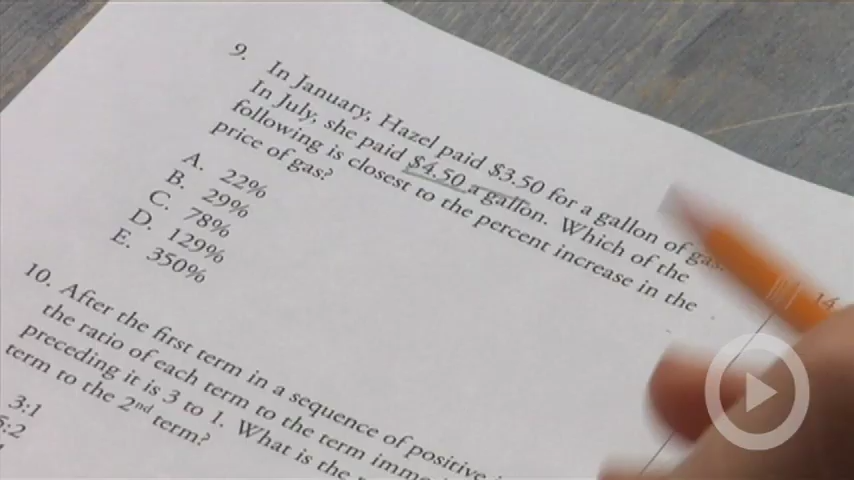 9. In January, Hazel paid $3.50 for a gallon of gas.
In July, she paid $4.50 a gallon. Which of the
following is closest to the percent increase in the
price of gas?
A. 22%
B. 29%
C. 78%
D. 129%
E. 350%
10. After the first term in a sequence of positive
the ratio of each term to the term
preceding it is 3 to 1. What is the
term to the 2nd term?
3:1
14